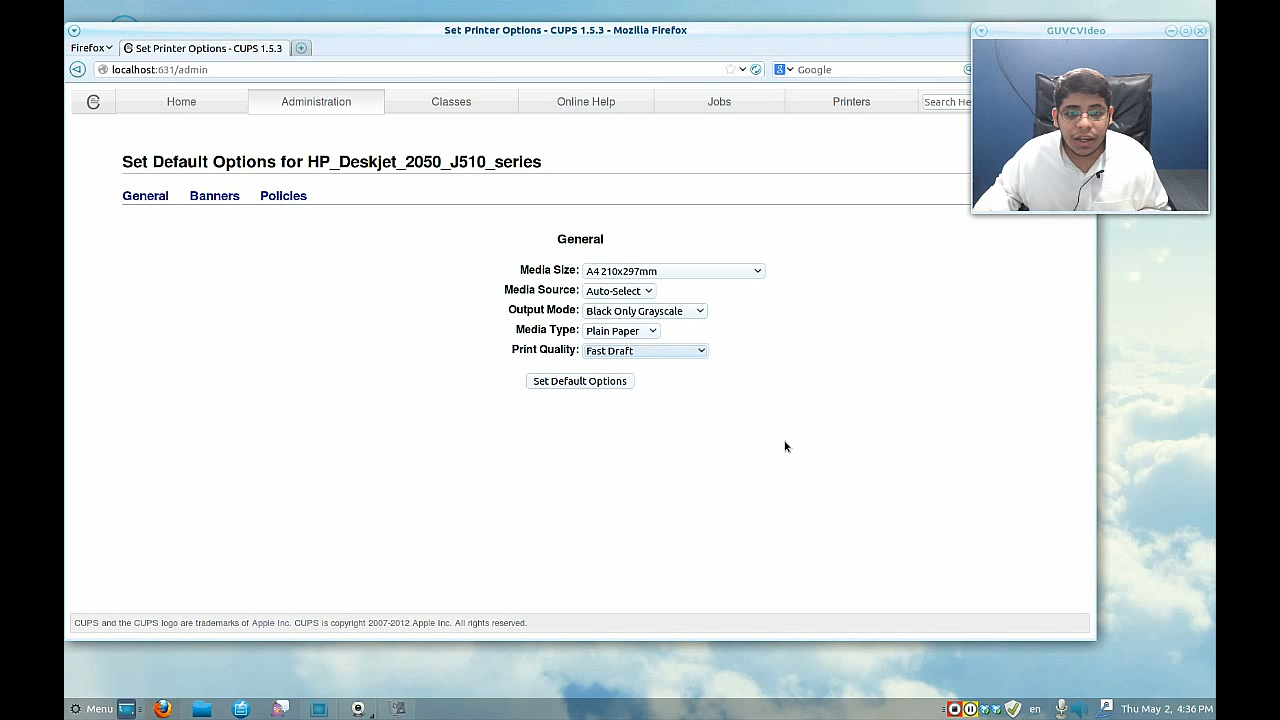 Set Printer Options - CUPS 1.5.3 - Mozilla Firefox
GUVCVIdeo
Firefox
Set Printer Options - CUPS 1.5.3
localhost:631/admin
Google
Home
Administration
Classes
Online Help
Jobs
Printers
Search He
Set Default Options for HP_Deskjet_2050_J510_series
General Banners Policies
General
Media Size: A4 210x297mm
Media Source: Auto-Select
Output Mode: Black Only Grayscale
Media Type: Plain Paper
Print Quality: Fast Draft
Set Default Options
CUPS and the CUPS logo are trademarks of Apple Inc. CUPS is copyright 2007-2012 Apple Inc. All rights reserved.
Menu
en
Thu May 2, 4:36 PM